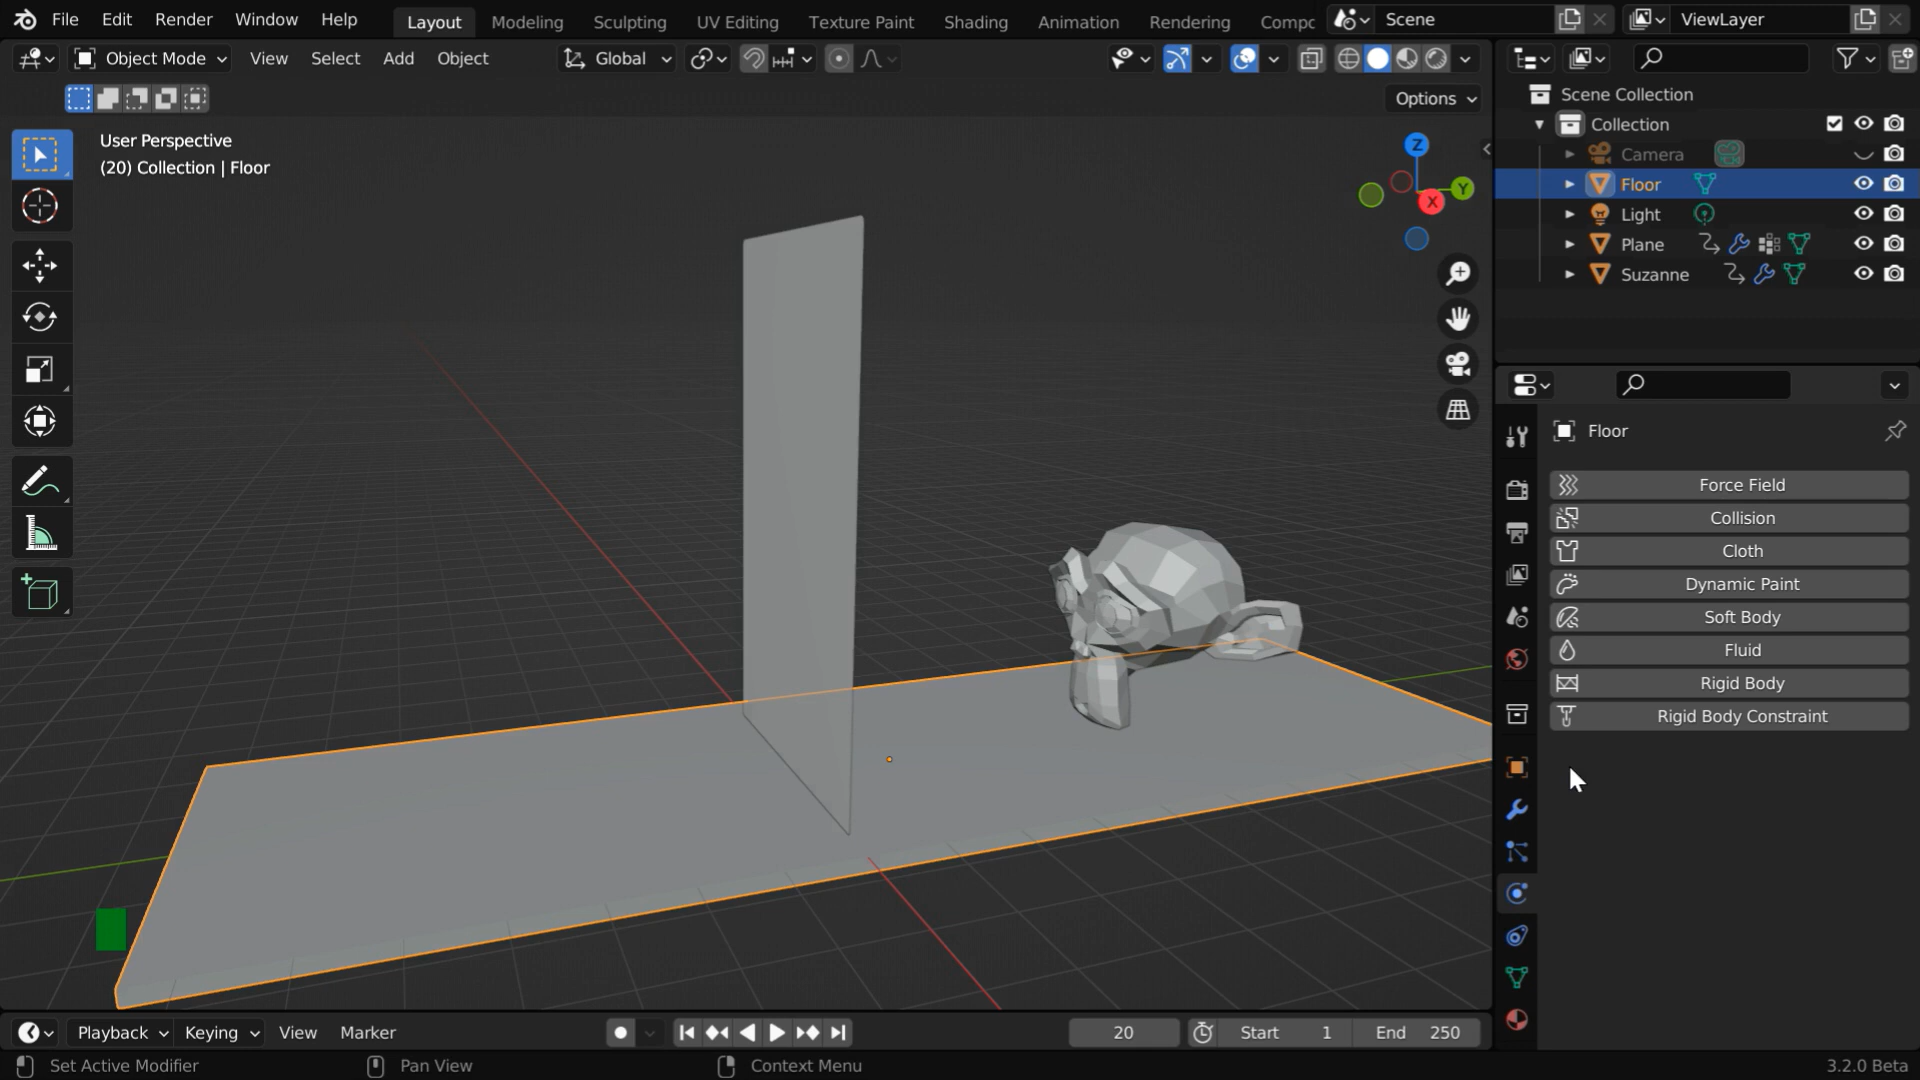 File Edit Render Window Help
Layout Modeling Sculpting UV Editing Texture Paint Shading Animation Rendering Compc
Scene
ViewLayer
Object Mode View Select Add Object
Global
Options
User Perspective
(20) Collection | Floor
Z
Y
X
Scene Collection
Collection
Camera
Floor
Light
Plane
Suzanne
Floor
Force Field
Collision
Cloth
Dynamic Paint
Soft Body
Fluid
Rigid Body
Rigid Body Constraint
Playback Keying View Marker
20
Start 1
End 250
Set Active Modifier
Pan View
Context Menu
3.2.0 Beta